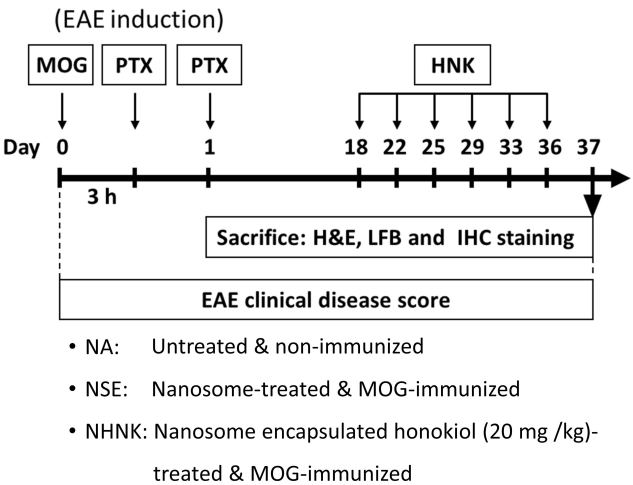 (EAE induction)
MOG PTX PTX HNK
Day 0 1 18 22 25 29 33 36 37
3 h
Sacrifice: H&E, LFB and IHC staining
EAE clinical disease score
• NA: Untreated & non-immunized
• NSE: Nanosome-treated & MOG-immunized
• NHNK: Nanosome encapsulated honokiol (20 mg /kg)-
treated & MOG-immunized